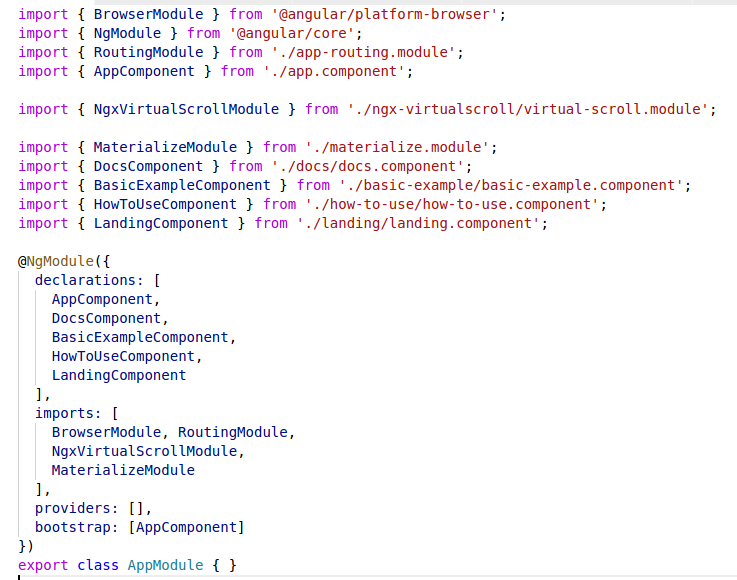 import { BrowserModule } from '@angular/platform-browser';
import { NgModule } from '@angular/core';
import { RoutingModule } from './app-routing.module';
import { AppComponent } from './app.component';

import { NgxVirtualScrollModule } from './ngx-virtualscroll/virtual-scroll.module';

import { MaterializeModule } from './materialize.module';
import { DocsComponent } from './docs/docs.component';
import { BasicExampleComponent } from './basic-example/basic-example.component';
import { HowToUseComponent } from './how-to-use/how-to-use.component';
import { LandingComponent } from './landing/landing.component';

@NgModule({
  declarations: [
    AppComponent,
    DocsComponent,
    BasicExampleComponent,
    HowToUseComponent,
    LandingComponent
  ],
  imports: [
    BrowserModule, RoutingModule,
    NgxVirtualScrollModule,
    MaterializeModule
  ],
  providers: [],
  bootstrap: [AppComponent]
})
export class AppModule { }